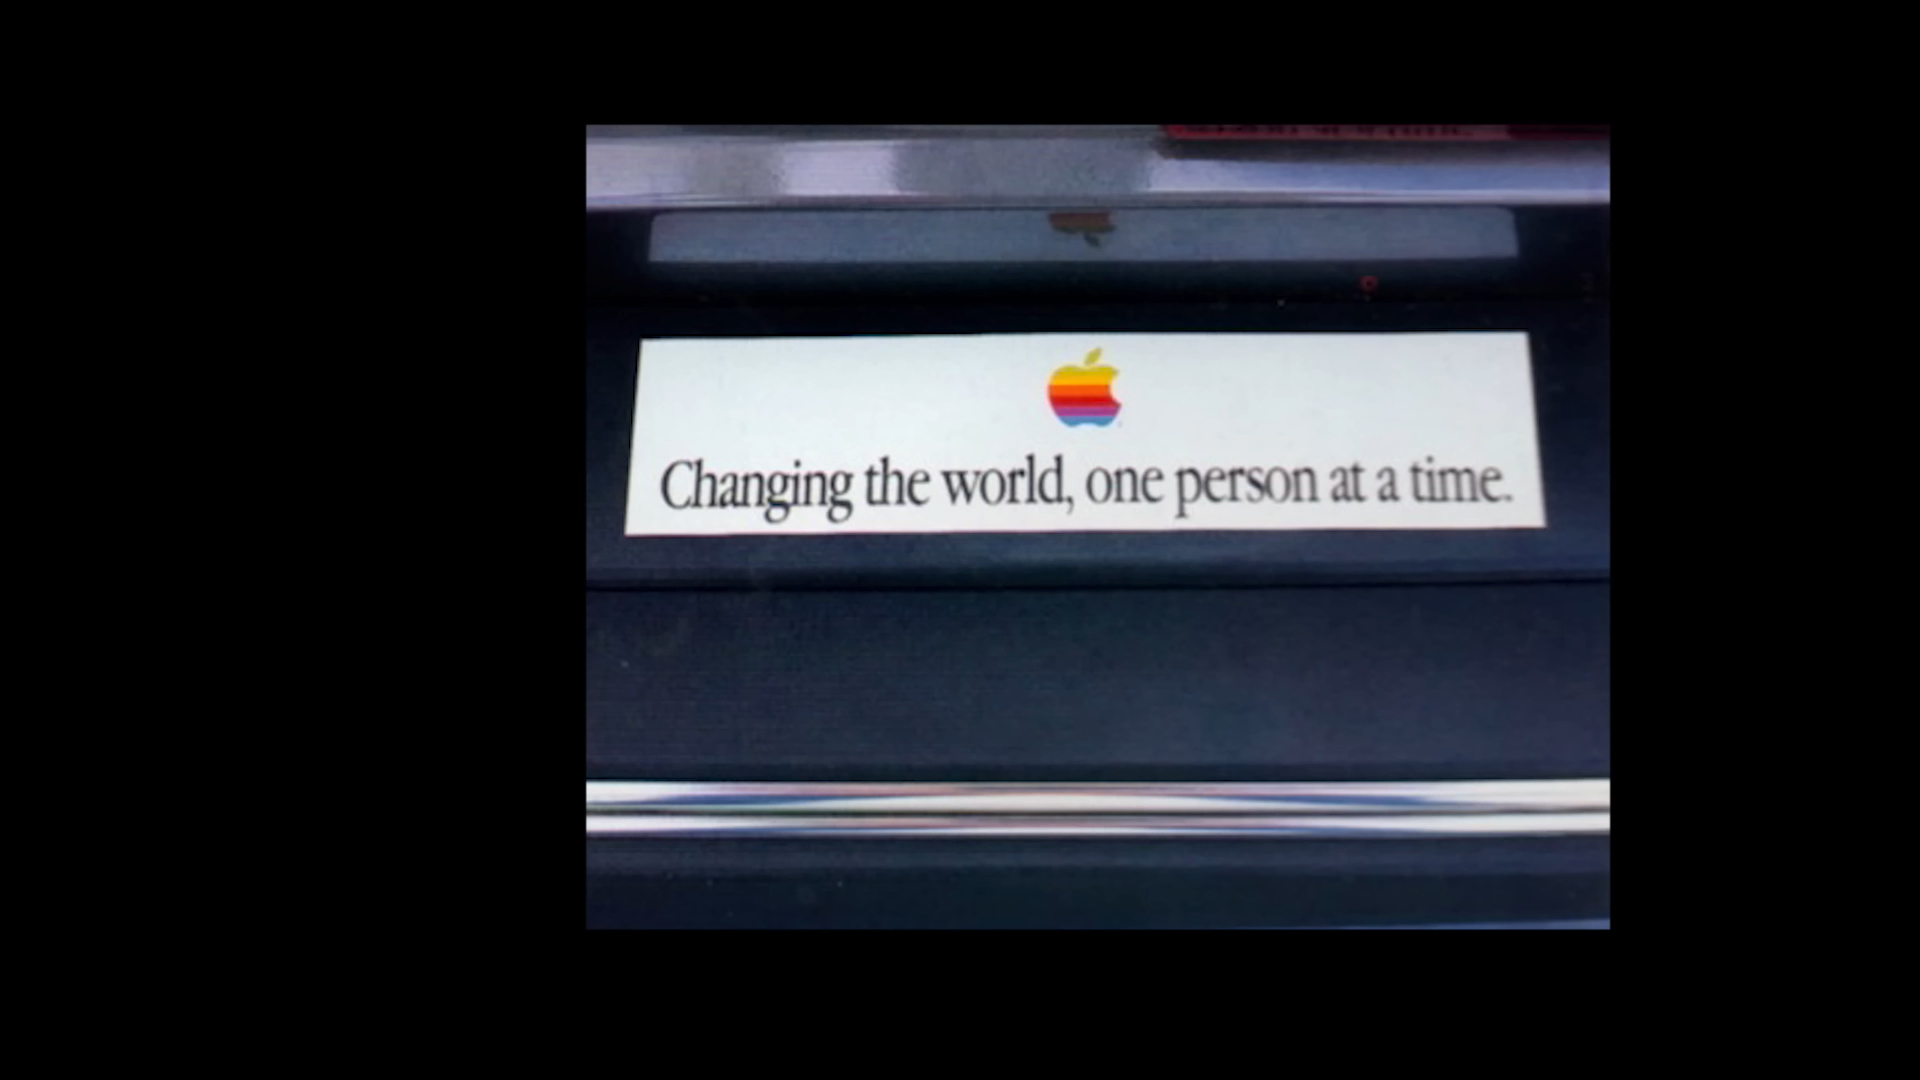 Changing the world, one person at a time.